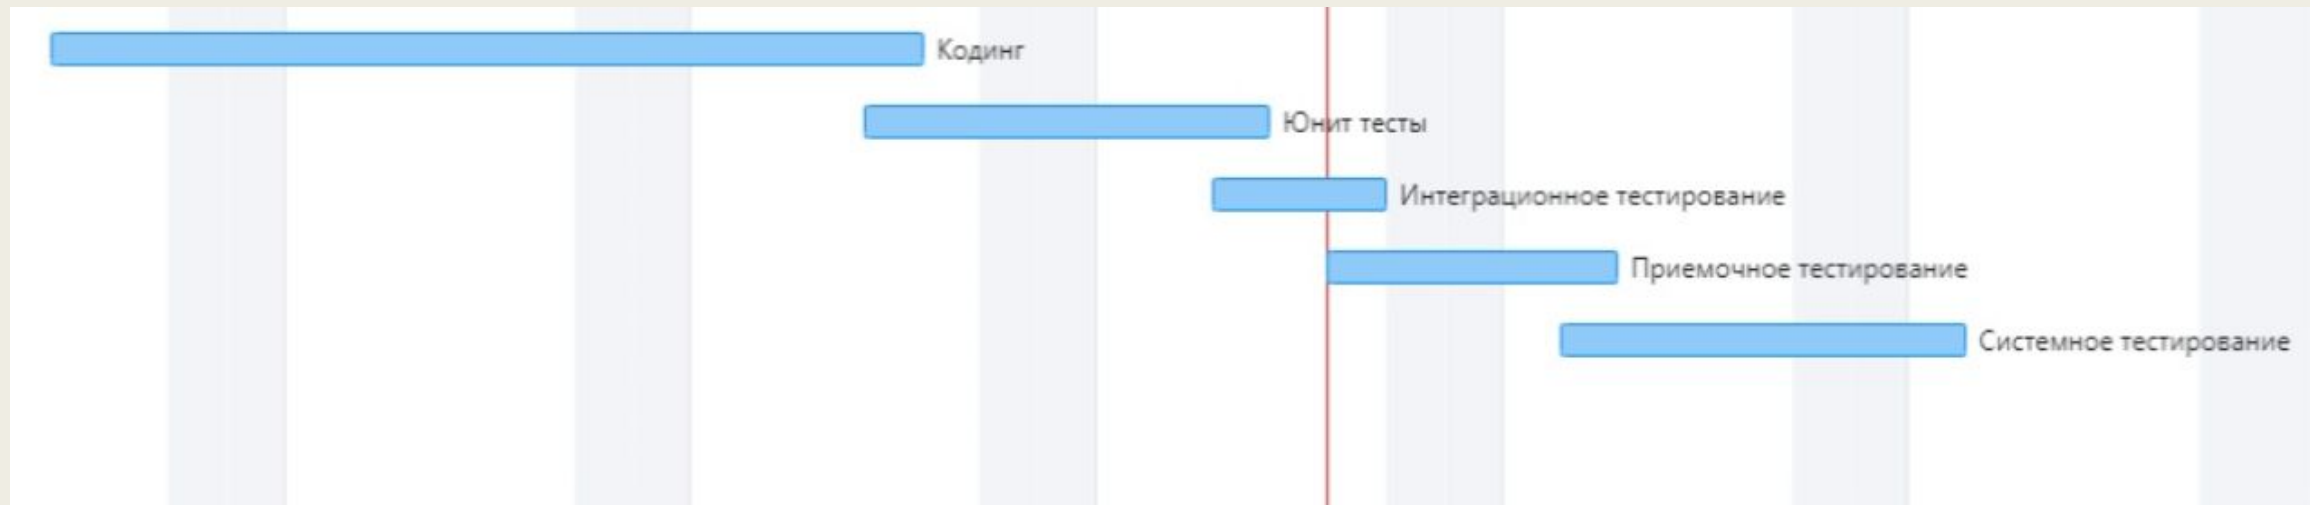 Кодинг
Юнит тесты
Интеграционное тестирование
Приемочное тестирование
Системное тестирование